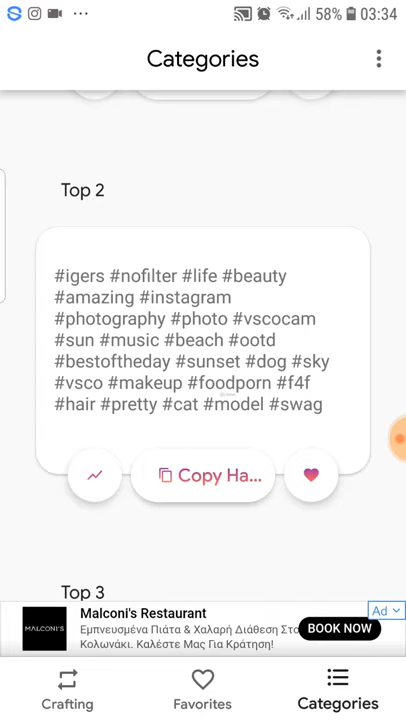 58% 03:34
Categories
Top 2
#igers #nofilter #life #beauty
#amazing #instagram
#photography #photo #vscocam
#sun #music #beach #ootd
#bestoftheday #sunset #dog #sky
#vsco #makeup #foodporn #f4f
#hair #pretty #cat #model #swag
Copy Ha...
Top 3
Ad
MALCONI'S
Malconi's Restaurant
Εμπνευσμένα Πιάτα & Χαλαρή Διάθεση Στο
Κολωνάκι. Καλέστε Μας Για Κράτηση!
BOOK NOW
Crafting
Favorites
Categories